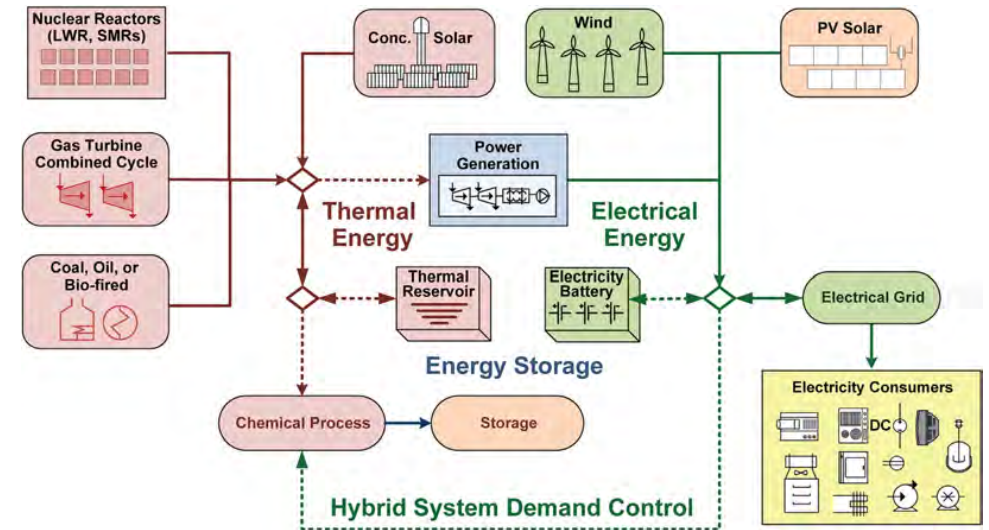 Nuclear Reactors
(LWR, SMRs)
Conc. Solar
Wind
PV Solar
Gas Turbine
Combined Cycle
Power
Generation
Thermal
Energy
Electrical
Energy
Coal, Oil, or
Bio-fired
Thermal
Reservoir
Electricity
Battery
Electrical Grid
Energy Storage
Chemical Process
Storage
Electricity Consumers
DC
Hybrid System Demand Control